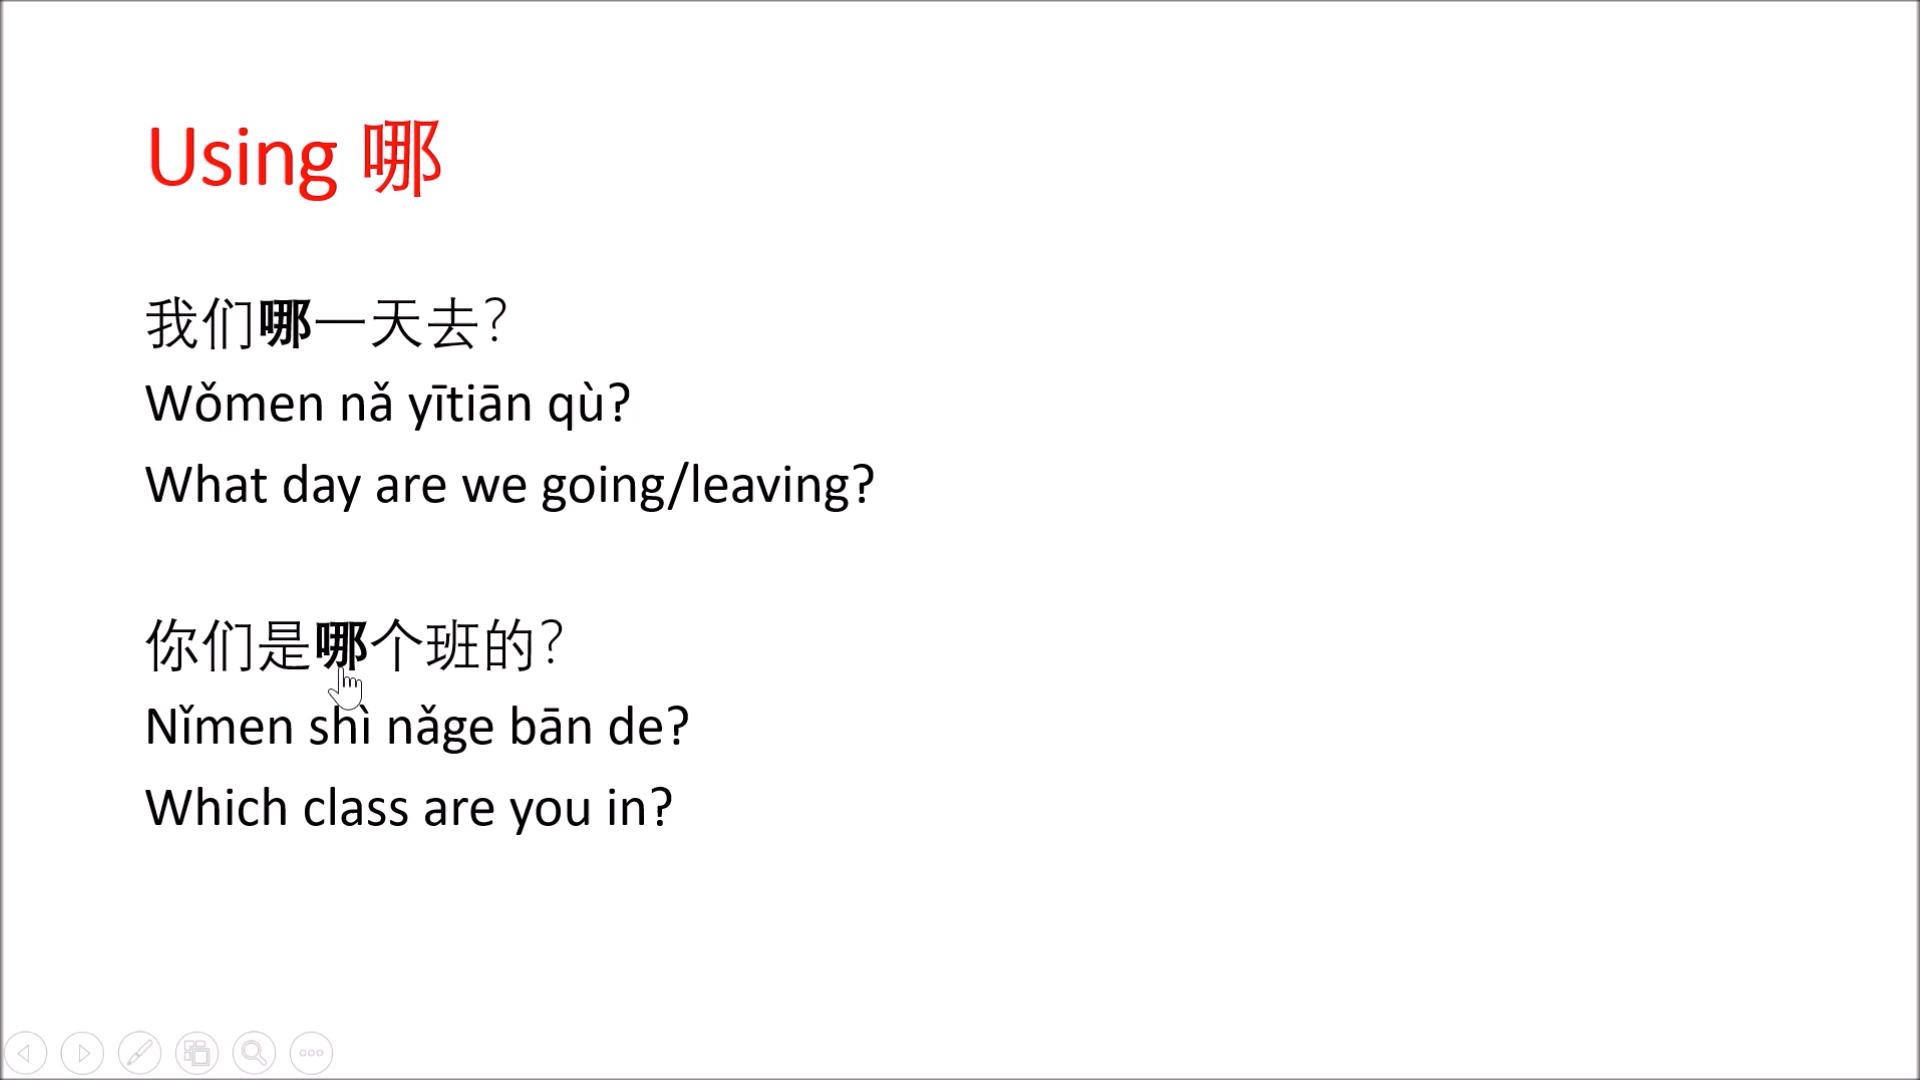 Using 哪
我们哪一天去?
Wǒmen nǎ yītiān qù?
What day are we going/leaving?
你们是哪个班的?
Nǐmen shì nǎge bān de?
Which class are you in?